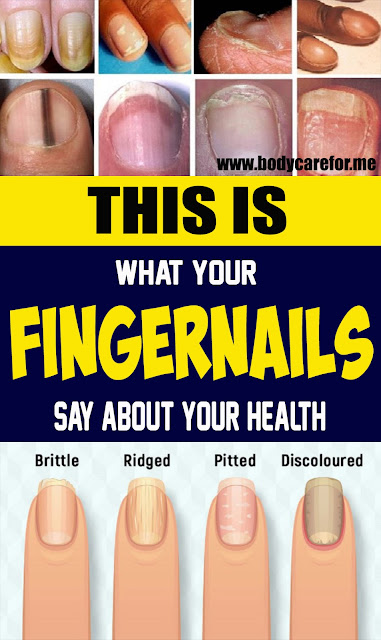 www.bodycarefor.me
THIS IS
WHAT YOUR
FINGERNAILS
SAY ABOUT YOUR HEALTH
Brittle Ridged Pitted Discoloured